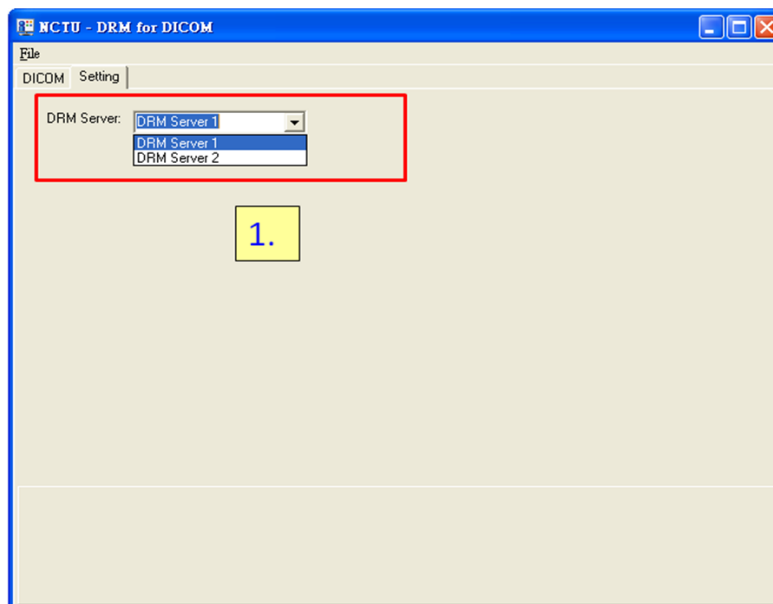 NCTU - DRM for DICOM
File
DICOM Setting
DRM Server: DRM Server 1
DRM Server 1
DRM Server 2
1.